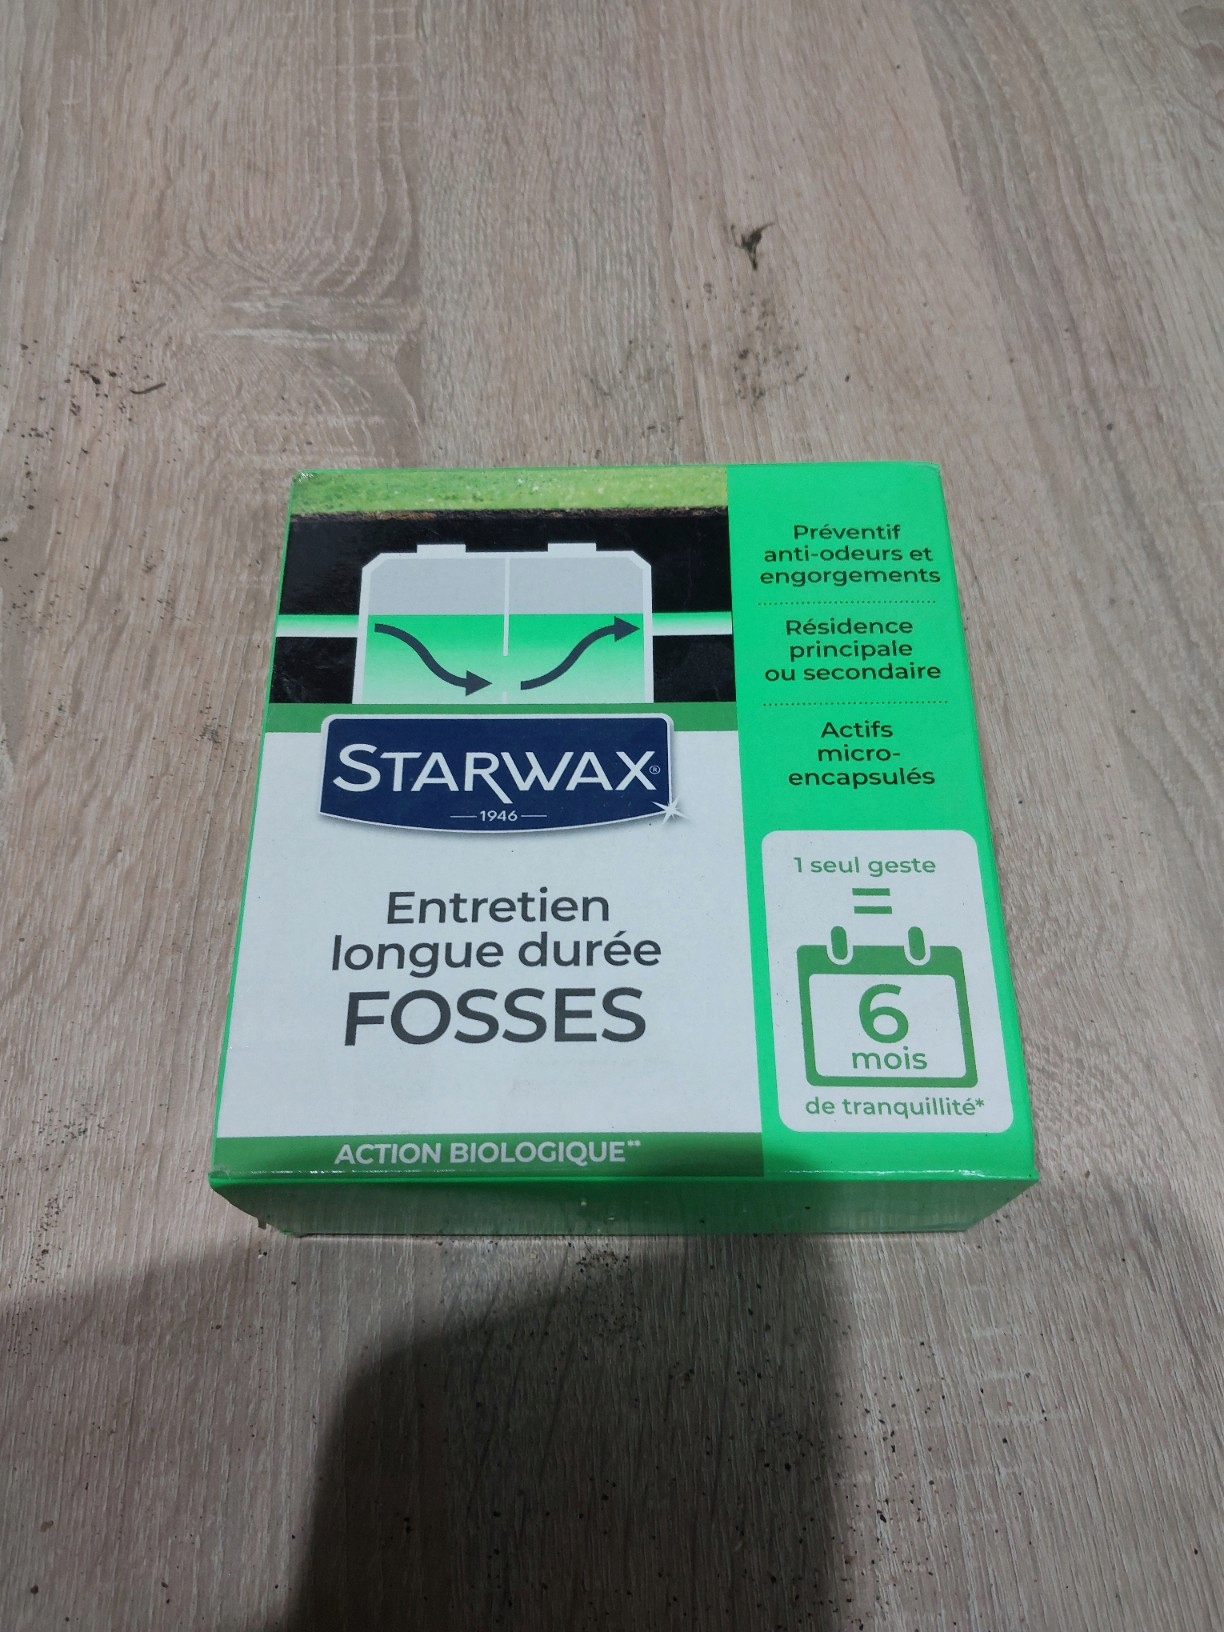 STARWAX®
1946
Entretien
longue durée
FOSSES
ACTION BIOLOGIQUE**
Préventif
anti-odeurs et
engorgements
Résidence
principale
ou secondaire
Actifs
micro-
encapsulés
1 seul geste
=
6
mois
de tranquillité*